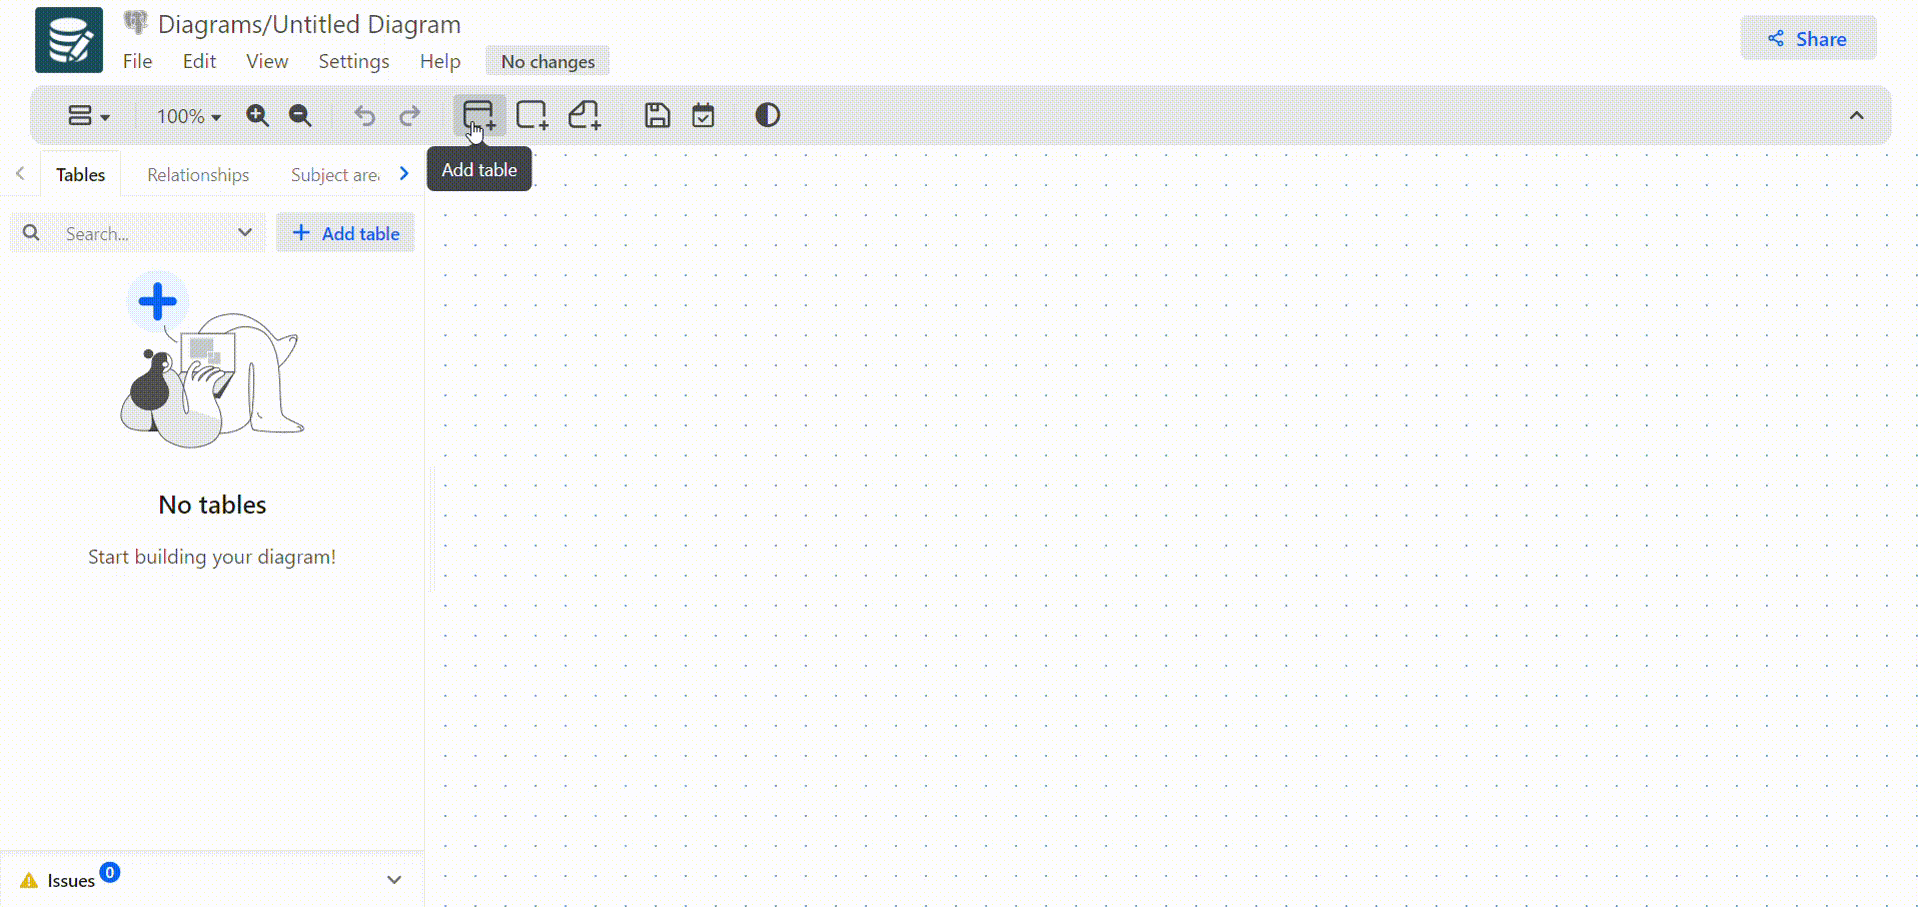 Diagrams/Untitled Diagram
File Edit View Settings Help No changes
Share
100%
Add table
Tables Relationships Subject are
Search... Add table
No tables
Start building your diagram!
Issues 0